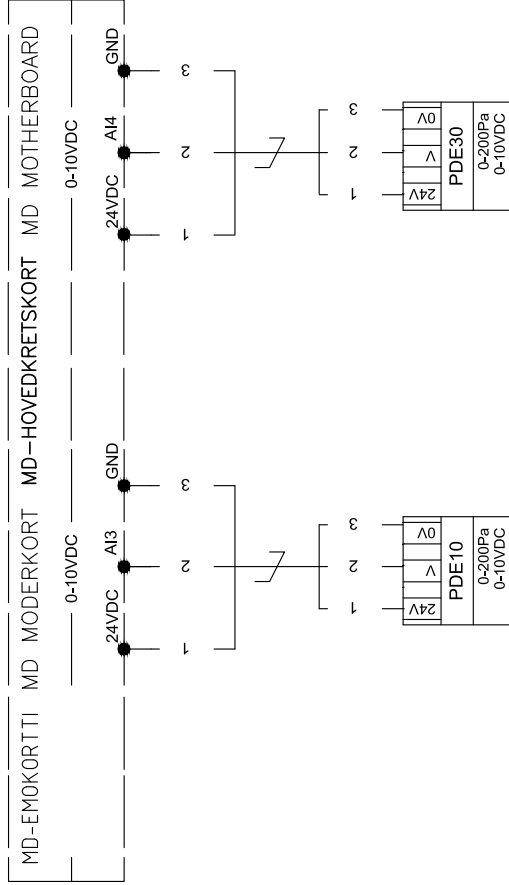 MD-EMOKORTTI MD MODERKORT MD-HOVEDKRETSKORT MD MOTHERBOARD
0-10VDC 0-10VDC
24VDC AI3 GND 24VDC AI4 GND
1 2 3 1 2 3
1 2 3 1 2 3
24V V 0V 24V V 0V
PDE10 PDE30
0-200Pa 0-200Pa
0-10VDC 0-10VDC